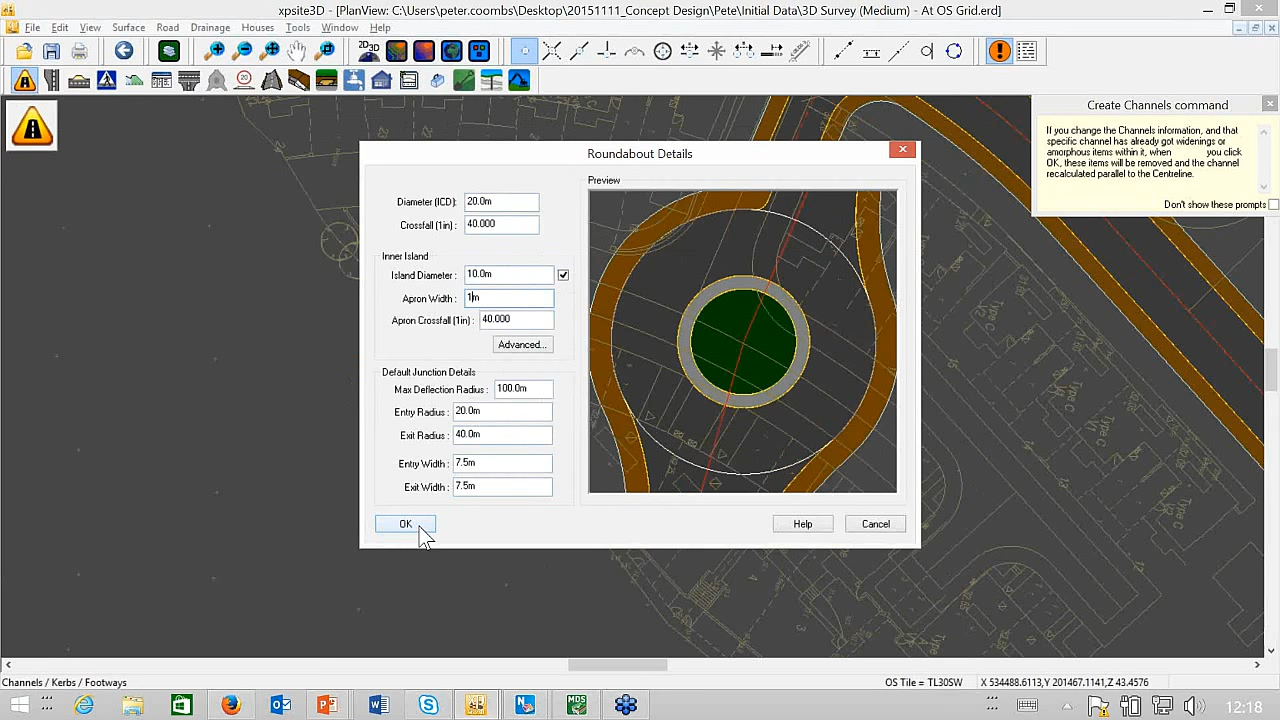 xpsite3D - [PlanView: C:\Users\peter.coombs\Desktop\20151111_Concept Design\Pete\Initial Data\3D Survey (Medium) - At OS Grid.erd]
File Edit View Surface Road Drainage Houses Tools Window Help
2D3D
20
Create Channels command
If you change the Channels information, and that
specific channel has already got widenings or
amorphous items within it, when you click
OK, these items will be removed and the channel
recalculated parallel to the Centreline.
Don't show these prompts
Roundabout Details
Diameter (ICD): 20.0m
Crossfall (1in) : 40.000
Inner Island
Island Diameter : 10.0m
Apron Width : 1m
Apron Crossfall (1in) : 40.000
Advanced...
Default Junction Details
Max Deflection Radius : 100.0m
Entry Radius : 20.0m
Exit Radius : 40.0m
Entry Width : 7.5m
Exit Width : 7.5m
Preview
OK
Help
Cancel
Type C
Type C
Channels / Kerbs / Footways
OS Tile = TL30SW
X 534488.6113,Y 201467.1141,Z 43.4576
MDS
12:18